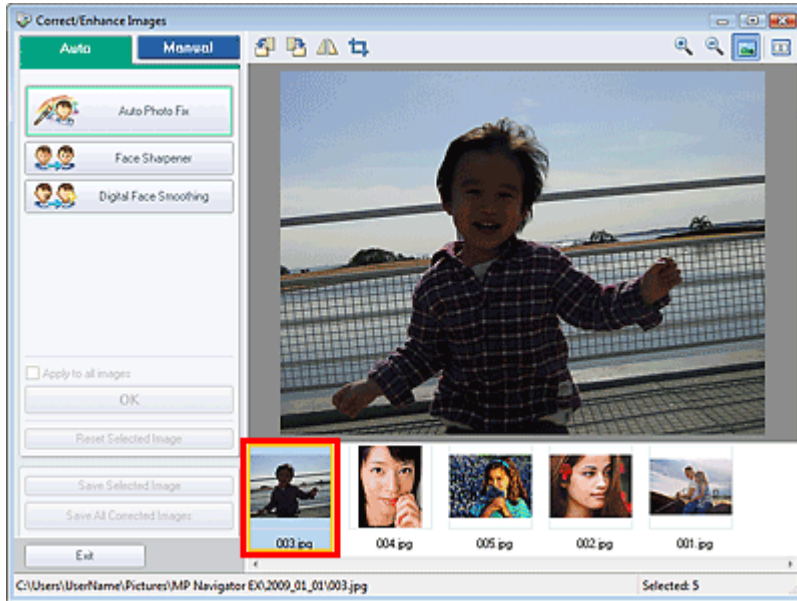 Correct/Enhance Images
Auto
Manual
Auto Photo Fix
Face Sharpener
Digital Face Smoothing
Apply to all images
OK
Reset Selected Image
Save Selected Image
Save All Corrected Images
Exit
003.jpg
004.jpg
005.jpg
002.jpg
001.jpg
C:\Users\UserName\Pictures\MP Navigator EX\2009_01_01\003.jpg
Selected: 5